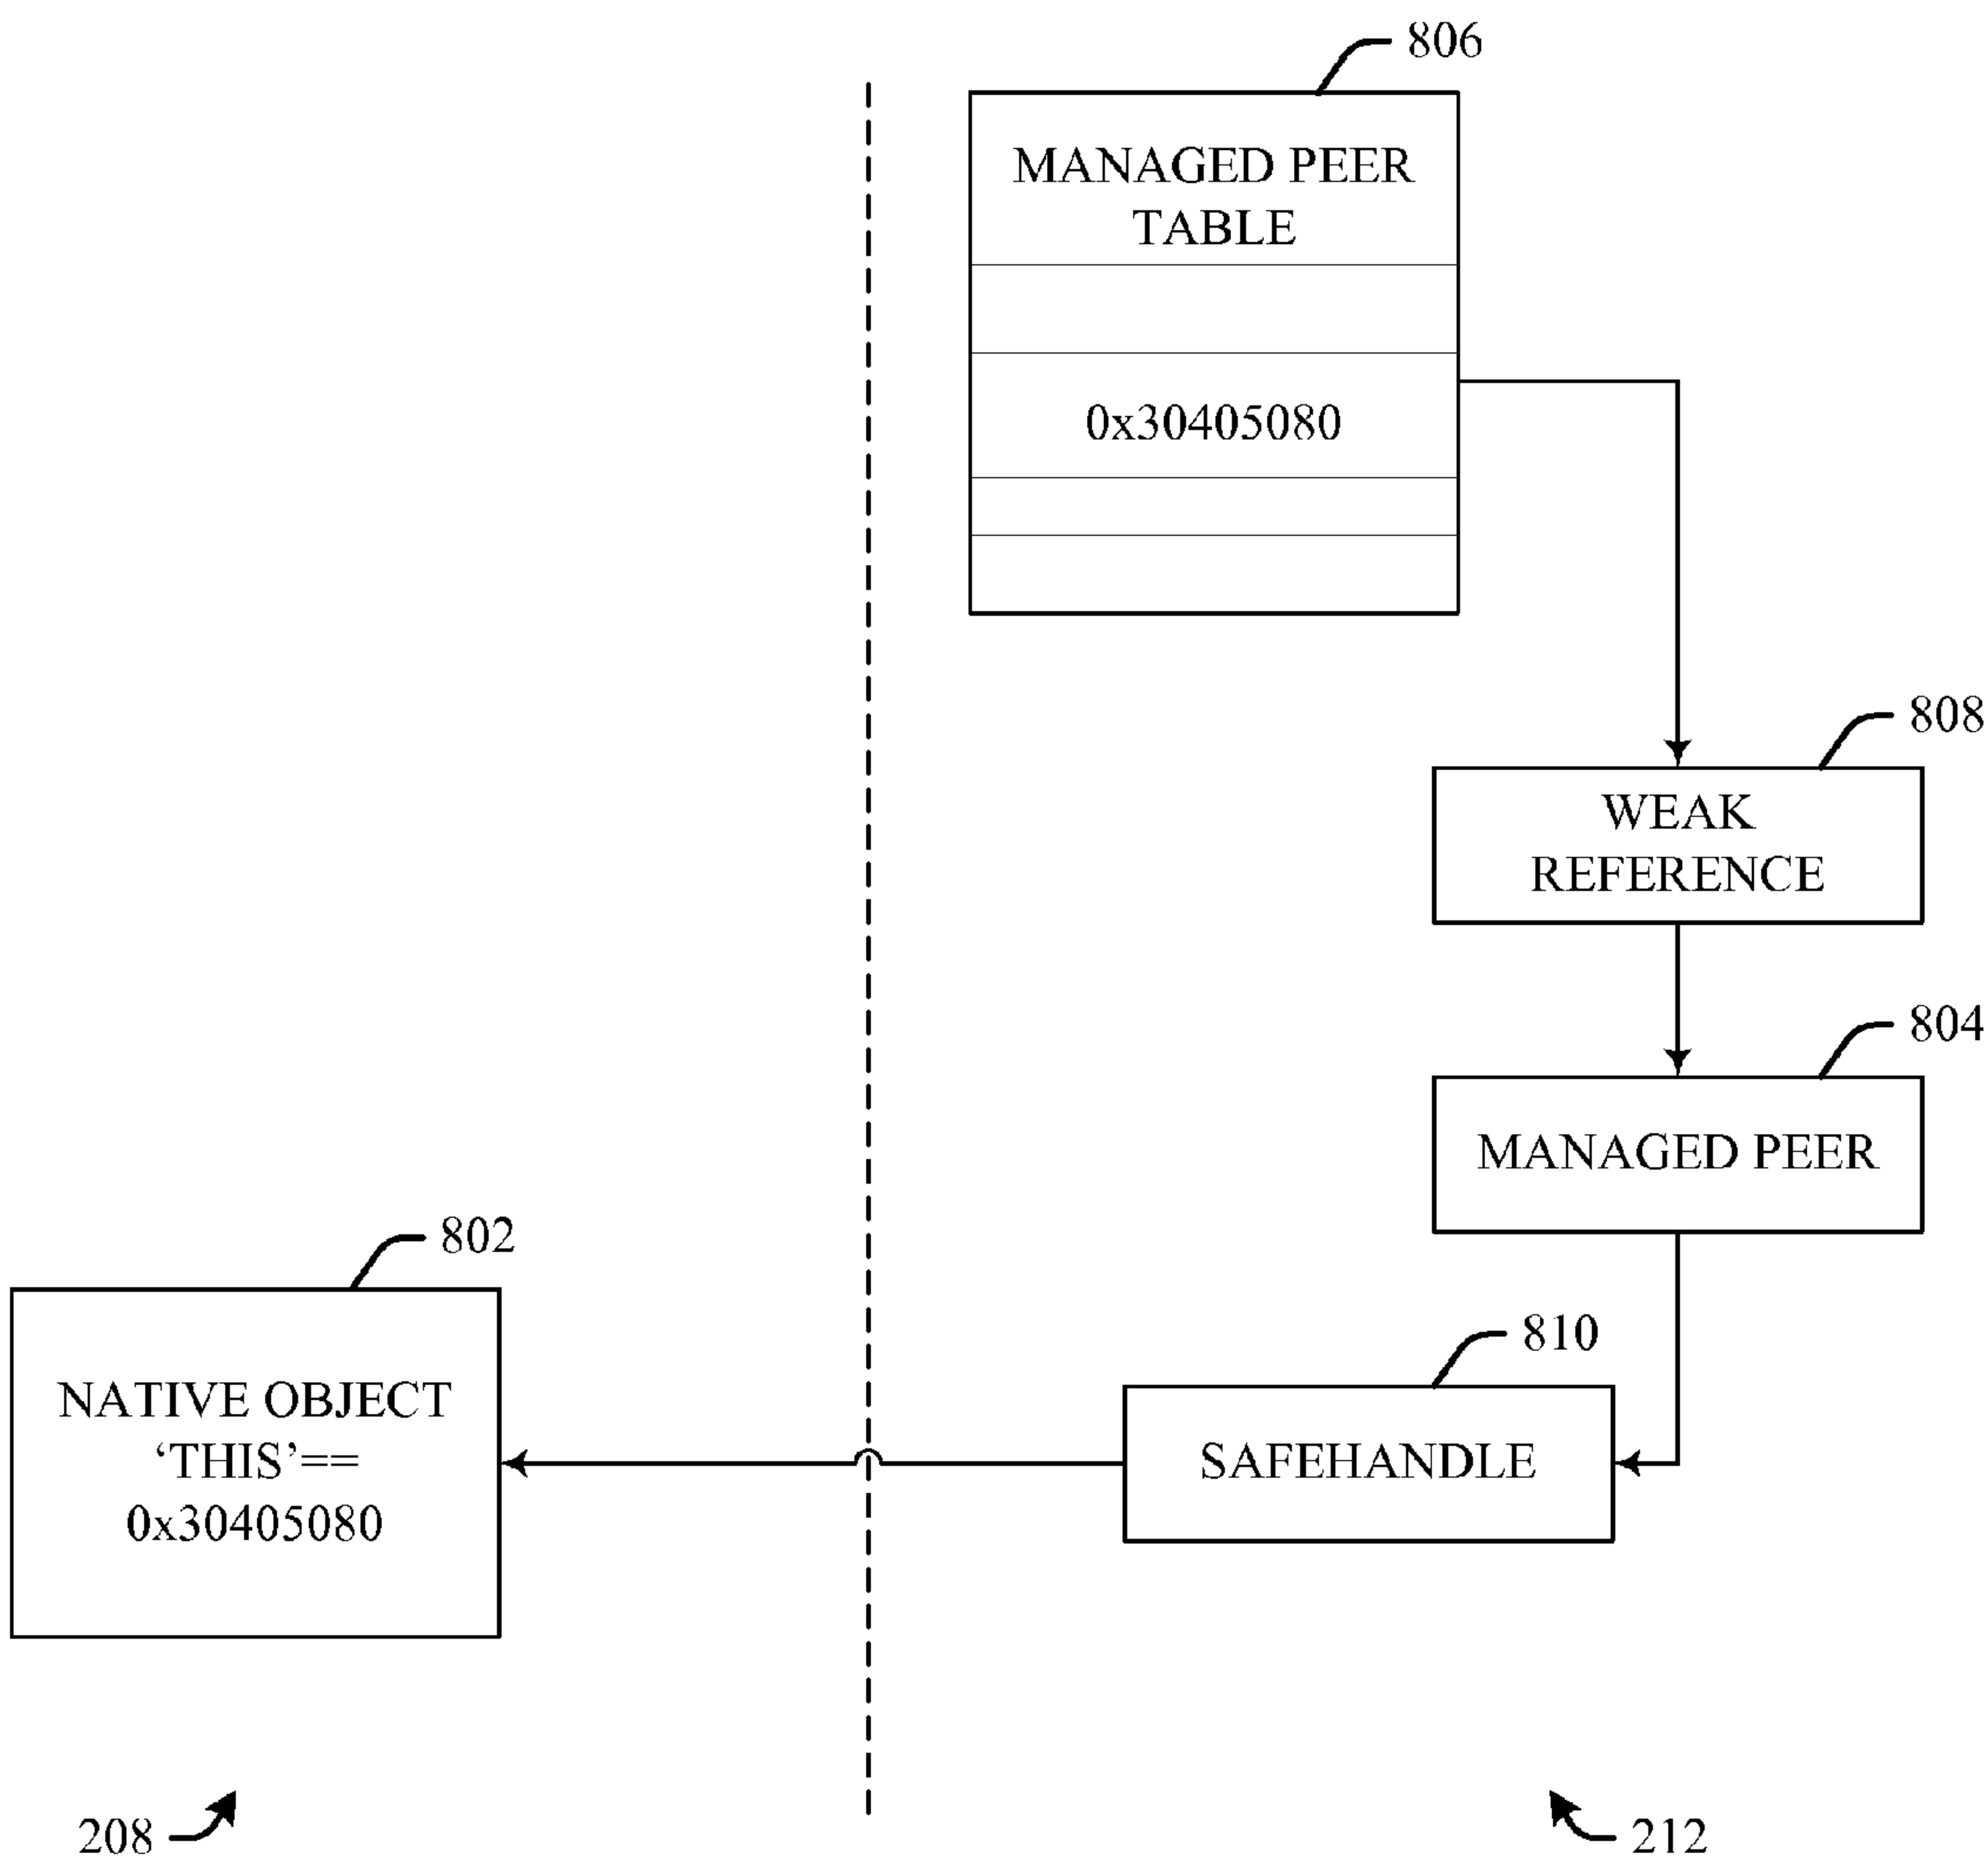 806
MANAGED PEER
TABLE
0x30405080
808
WEAK
REFERENCE
804
MANAGED PEER
802
NATIVE OBJECT
‘THIS’==
0x30405080
810
SAFEHANDLE
208
212